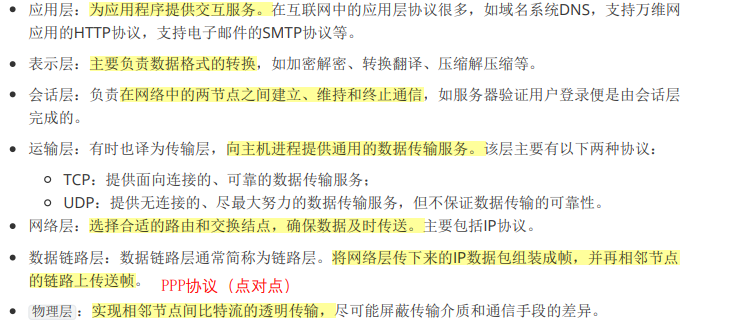 应用层：为应用程序提供交互服务。在互联网中的应用层协议很多，如域名系统DNS，支持万维网
应用的HTTP协议，支持电子邮件的SMTP协议等。
表示层：主要负责数据格式的转换，如加密解密、转换翻译、压缩解压缩等。
会话层：负责在网络中的两节点之间建立、维持和终止通信，如服务器验证用户登录便是由会话层
完成的。
运输层：有时也译为传输层，向主机进程提供通用的数据传输服务。该层主要有以下两种协议：
TCP：提供面向连接的、可靠的数据传输服务；
UDP：提供无连接的、尽最大努力的数据传输服务，但不保证数据传输的可靠性。
网络层：选择合适的路由和交换结点，确保数据及时传送。主要包括IP协议。
数据链路层：数据链路层通常简称为链路层。将网络层传下来的IP数据包组装成帧，并再相邻节点
的链路上传送帧。 PPP协议（点对点）
物理层：实现相邻节点间比特流的透明传输，尽可能屏蔽传输介质和通信手段的差异。